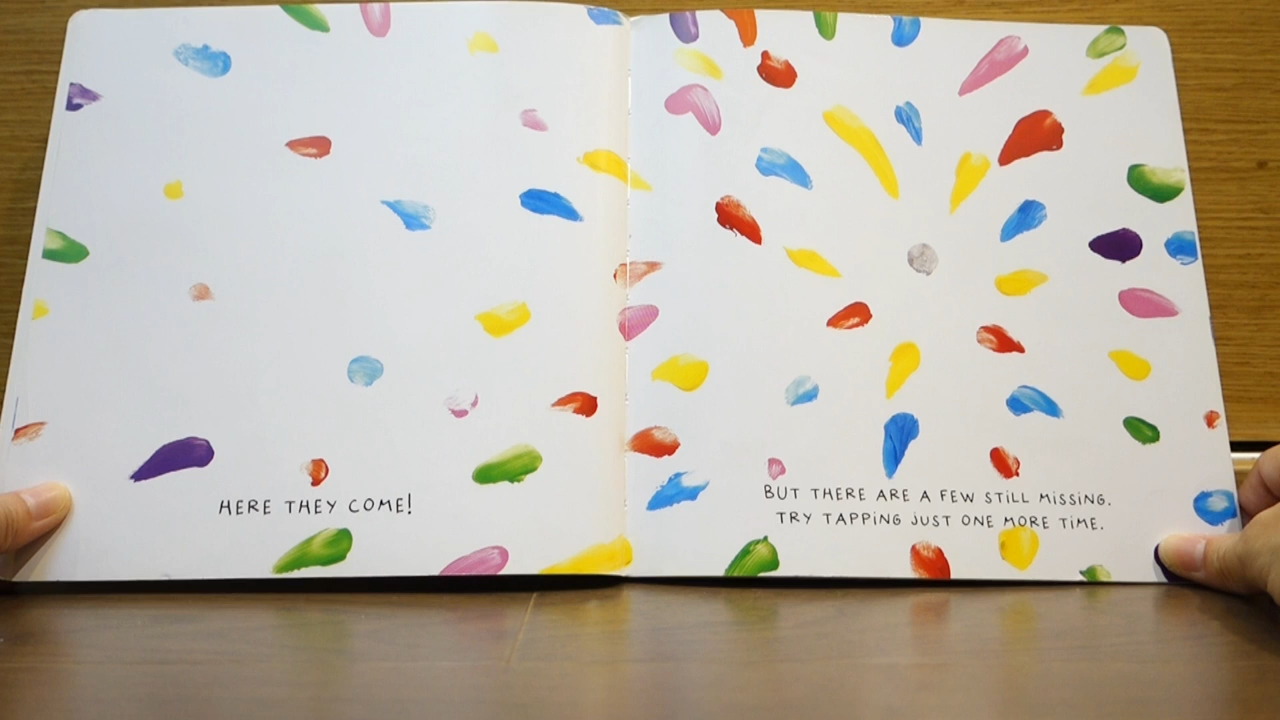 HERE THEY COME!
BUT THERE ARE A FEW STILL MISSING.
TRY TAPPING JUST ONE MORE TIME.